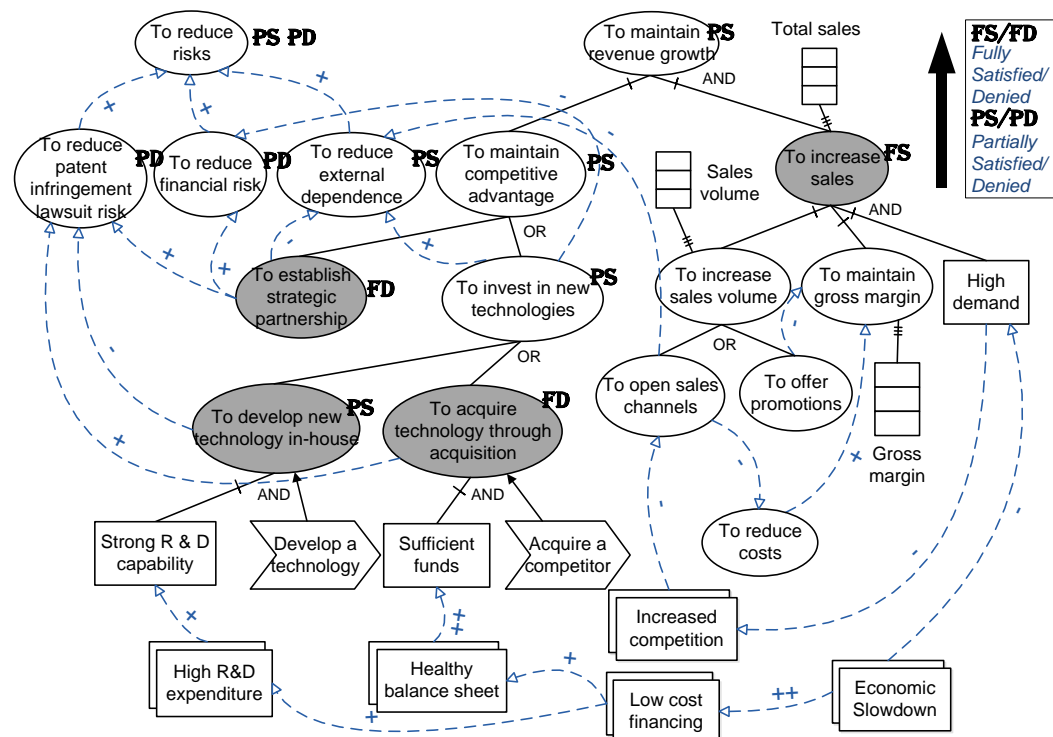 To reduce
risks
PS PD
To maintain
revenue growth
PS
AND
Total sales
FS/FD
Fully
Satisfied/
Denied
PS/PD
Partially
Satisfied/
Denied
To reduce
patent
infringement
lawsuit risk
PD
To reduce
financial risk
PD
To reduce
external
dependence
PS
To maintain
competitive
advantage
PS
Sales
volume
To increase
sales
FS
AND
OR
To establish
strategic
partnership
FD
To invest in new
technologies
PS
To increase
sales volume
To maintain
gross margin
High
demand
OR
OR
To open sales
channels
To offer
promotions
To develop new
technology in-house
PS
To acquire
technology through
acquisition
FD
Gross
margin
AND
AND
Strong R & D
capability
Develop a
technology
Sufficient
funds
Acquire a
competitor
To reduce
costs
Increased
competition
High R&D
expenditure
Healthy
balance sheet
Low cost
financing
Economic
Slowdown
+
+
+
-
-
+
+
-
+
-
-
+
-
+
-
-
-
-
+
+
+
+
+
++